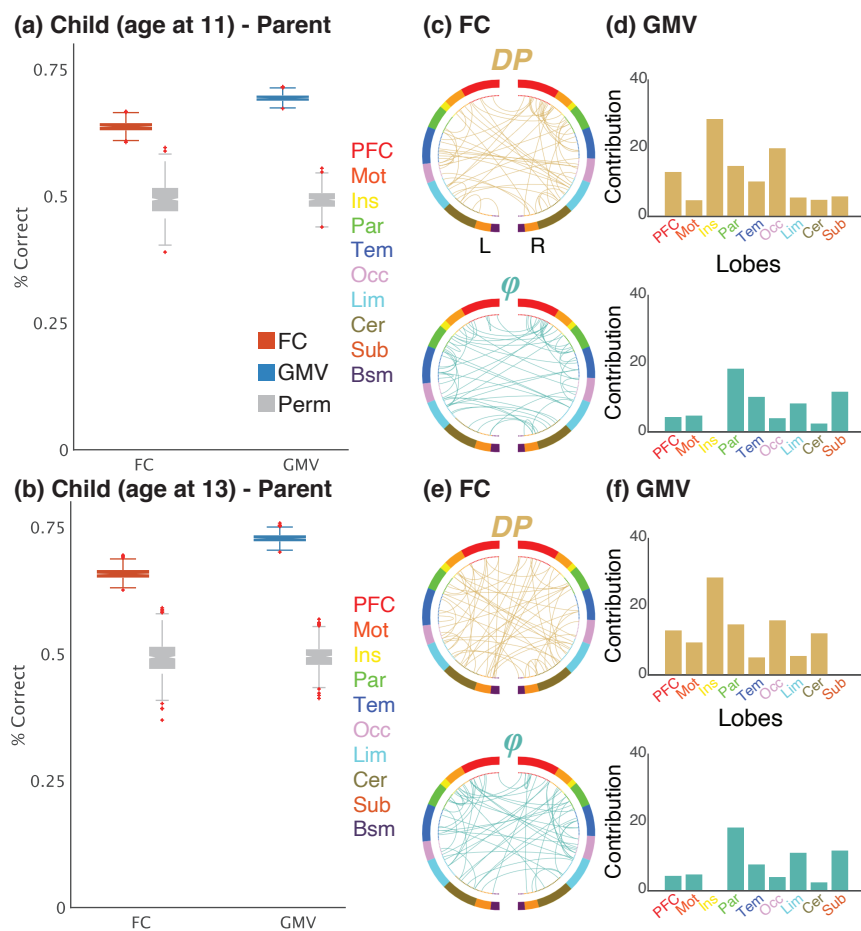 (a) Child (age at 11) - Parent
0.75
0.5
0.25
0
% Correct
FC
GMV
Perm
FC
GMV
PFC
Mot
Ins
Par
Tem
Occ
Lim
Cer
Sub
Bsm
(c) FC
DP
L
R
φ
(d) GMV
40
20
0
Contribution
PFC
Mot
Ins
Par
Tem
Occ
Lim
Cer
Sub
Lobes
40
20
0
Contribution
PFC
Mot
Ins
Par
Tem
Occ
Lim
Cer
Sub
(b) Child (age at 13) - Parent
0.75
0.5
0.25
0
% Correct
FC
GMV
PFC
Mot
Ins
Par
Tem
Occ
Lim
Cer
Sub
Bsm
(e) FC
DP
φ
(f) GMV
40
20
0
Contribution
PFC
Mot
Ins
Par
Tem
Occ
Lim
Cer
Sub
Lobes
40
20
0
Contribution
PFC
Mot
Ins
Par
Tem
Occ
Lim
Cer
Sub